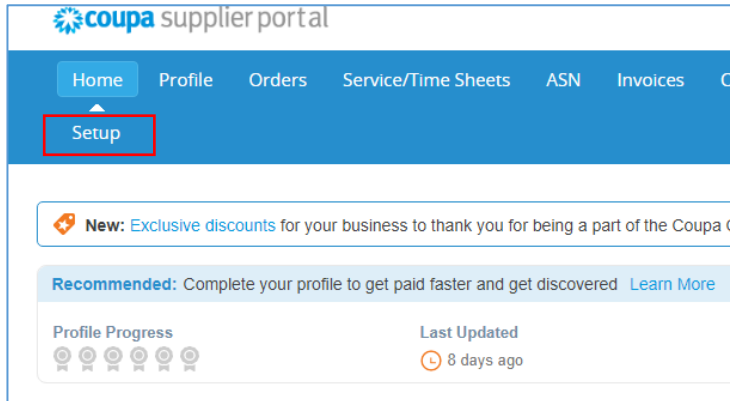 coupa supplier portal
Home Profile Orders Service/Time Sheets ASN Invoices
Setup
New: Exclusive discounts for your business to thank you for being a part of the Coupa
Recommended: Complete your profile to get paid faster and get discovered Learn More
Profile Progress Last Updated
8 days ago